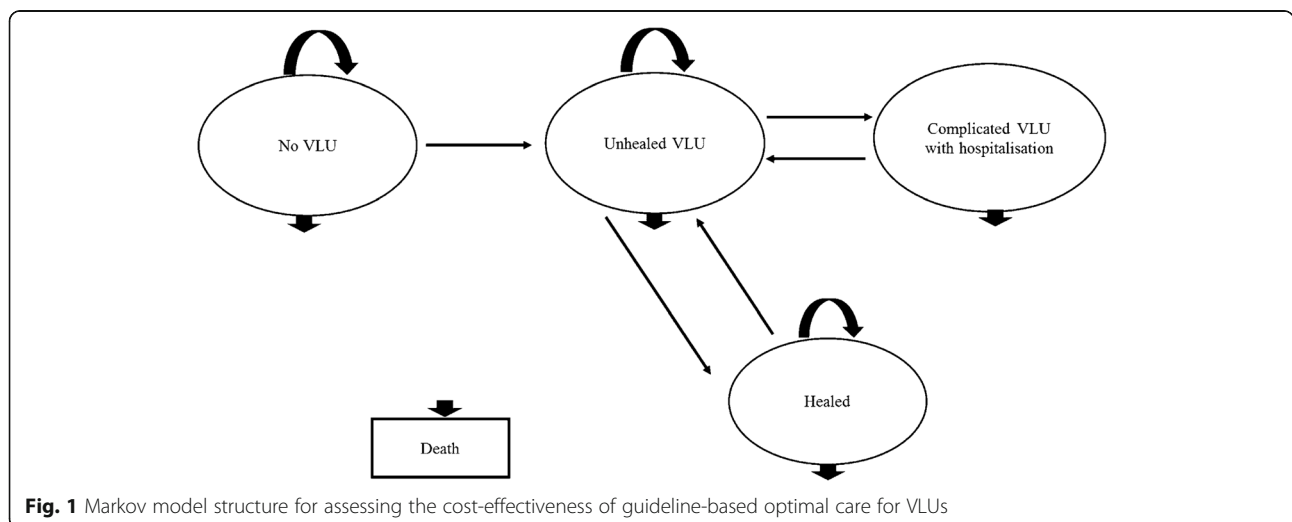 No VLU
Unhealed VLU
Complicated VLU
with hospitalisation
Healed
Death
Fig. 1 Markov model structure for assessing the cost-effectiveness of guideline-based optimal care for VLUs